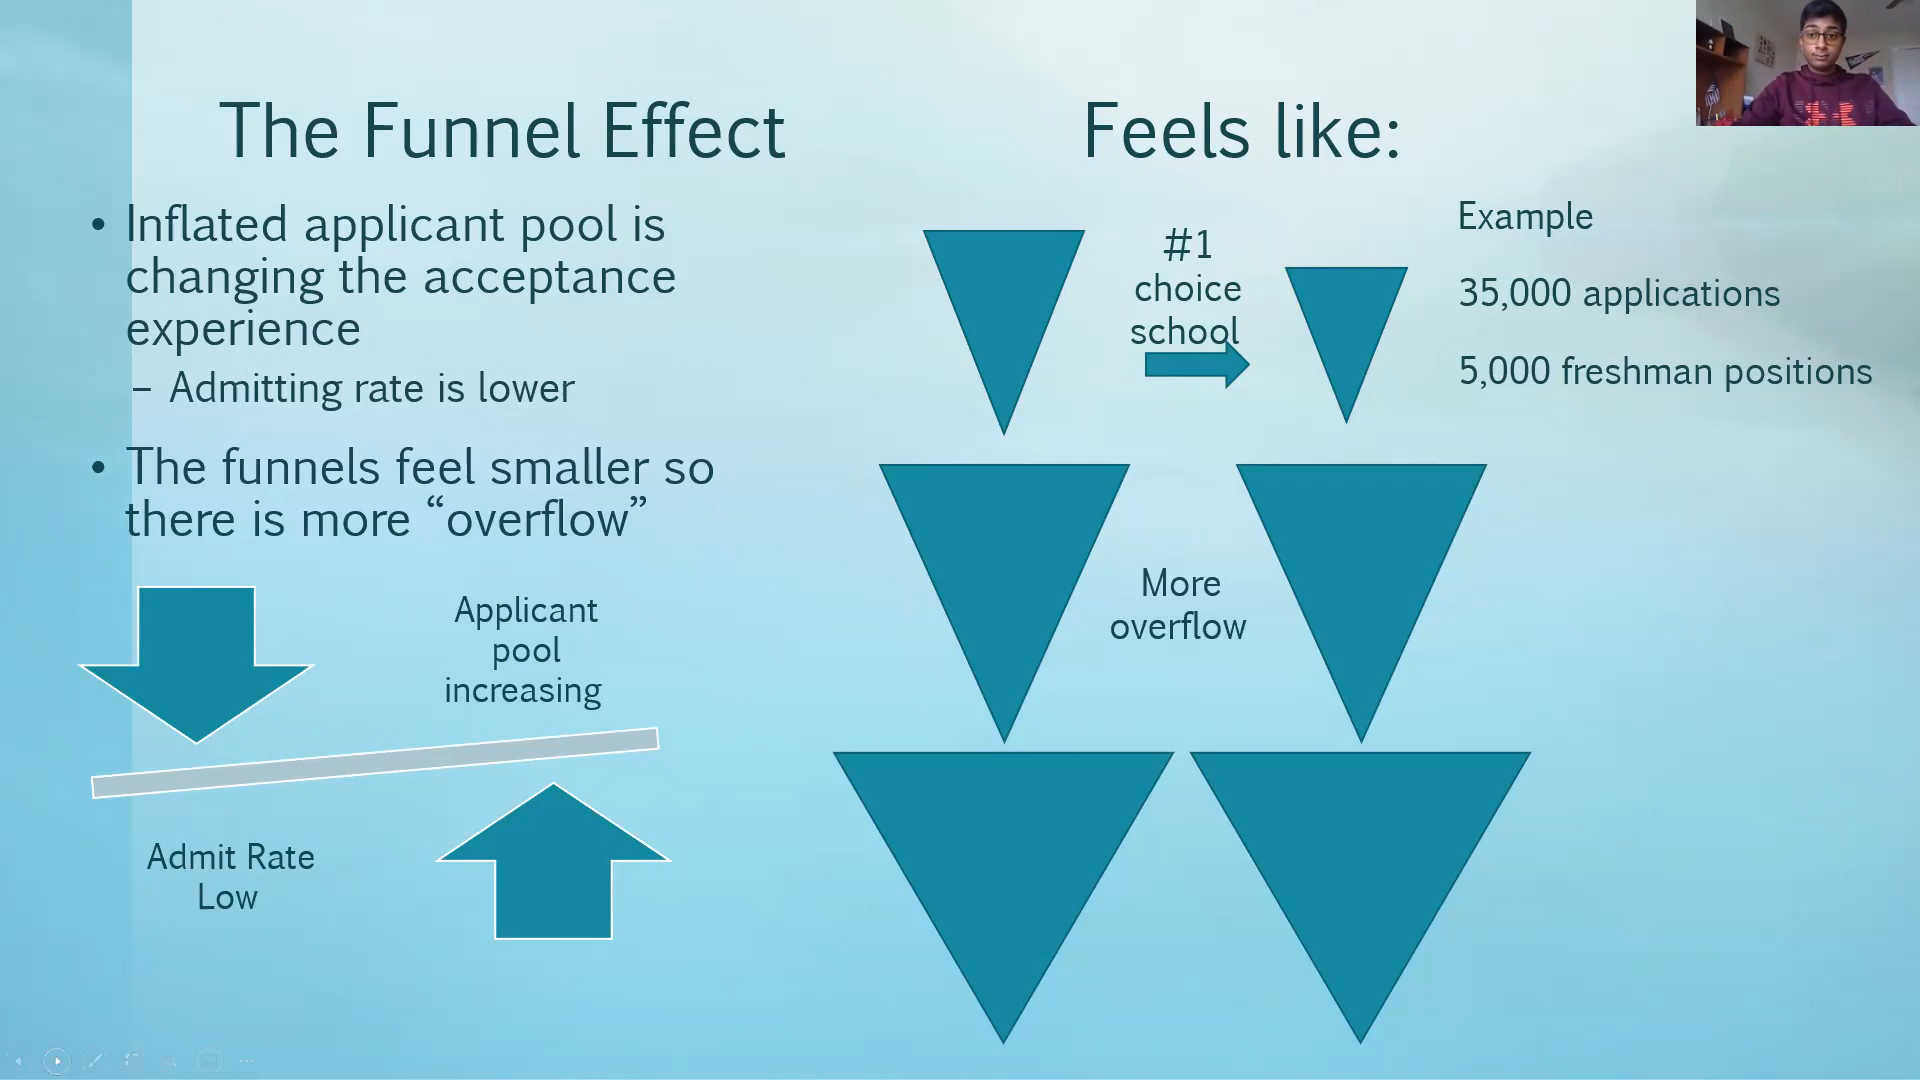 The Funnel Effect
• Inflated applicant pool is
changing the acceptance
experience
– Admitting rate is lower
• The funnels feel smaller so
there is more “overflow”
Applicant
pool
increasing
Admit Rate
Low
Feels like:
#1
choice
school
Example
35,000 applications
5,000 freshman positions
More
overflow